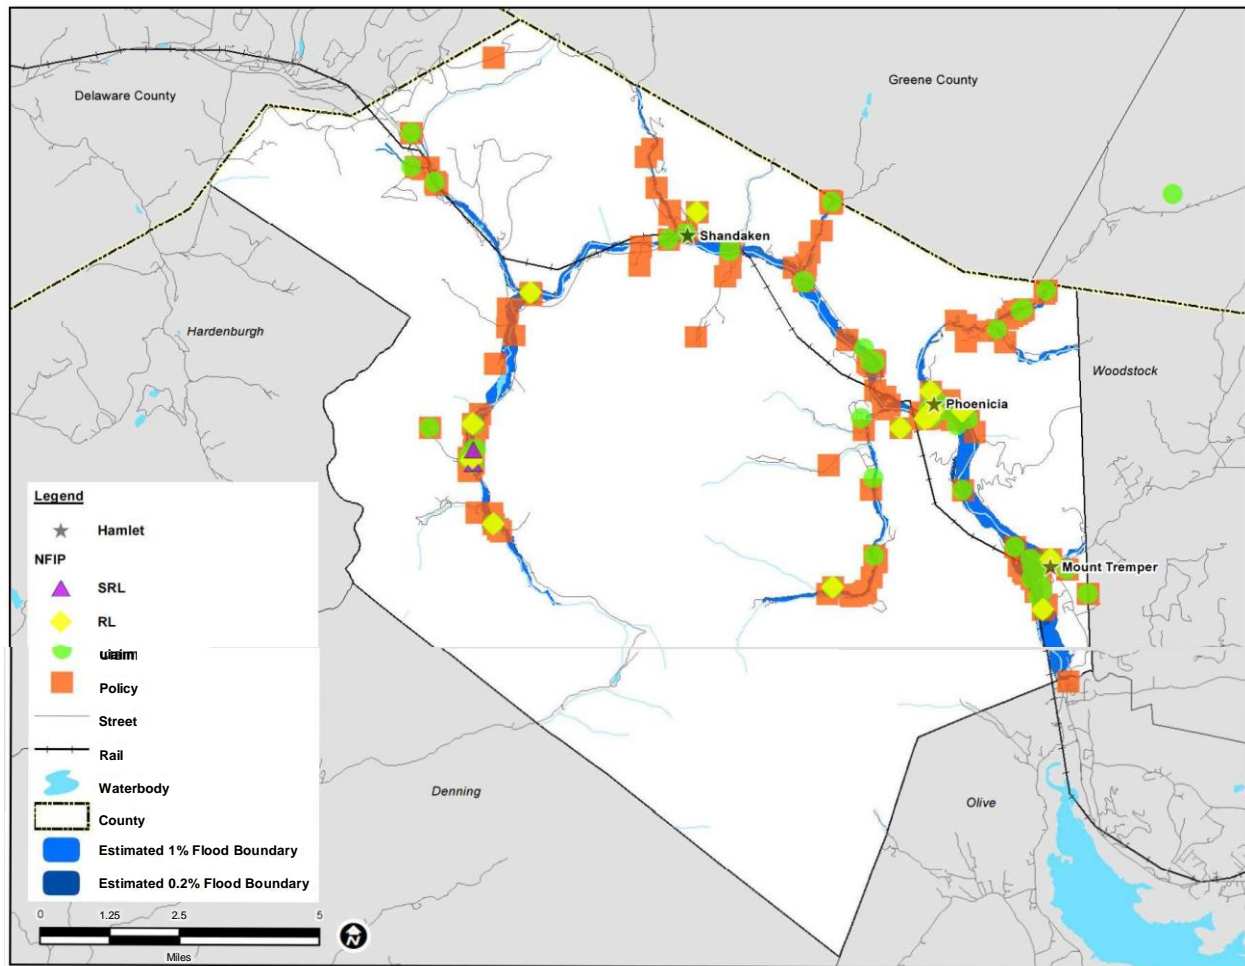 Delaware County
Greene County
Shandaken
Hardenburgh
Woodstock
Phoenicia
Legend
Hamlet
NFIP
SRL
RL
Mount Tremper
Policy
Street
Rail
Waterbody
Denning
Olive
County
Estimated 1% Flood Boundary
Estimated 0.2% Flood Boundary
0 1.25 2.5 5
Miles
N